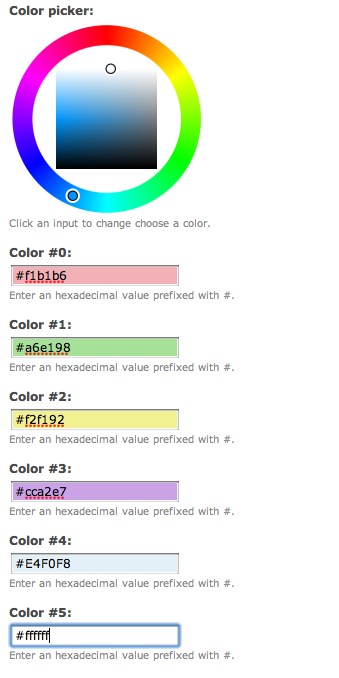 Color picker:
Click an input to change choose a color.
Color #0:
#f1b1b6
Enter an hexadecimal value prefixed with #.
Color #1:
#a6e198
Enter an hexadecimal value prefixed with #.
Color #2:
#f2f192
Enter an hexadecimal value prefixed with #.
Color #3:
#cca2e7
Enter an hexadecimal value prefixed with #.
Color #4:
#E4F0F8
Enter an hexadecimal value prefixed with #.
Color #5:
#ffffff
Enter an hexadecimal value prefixed with #.